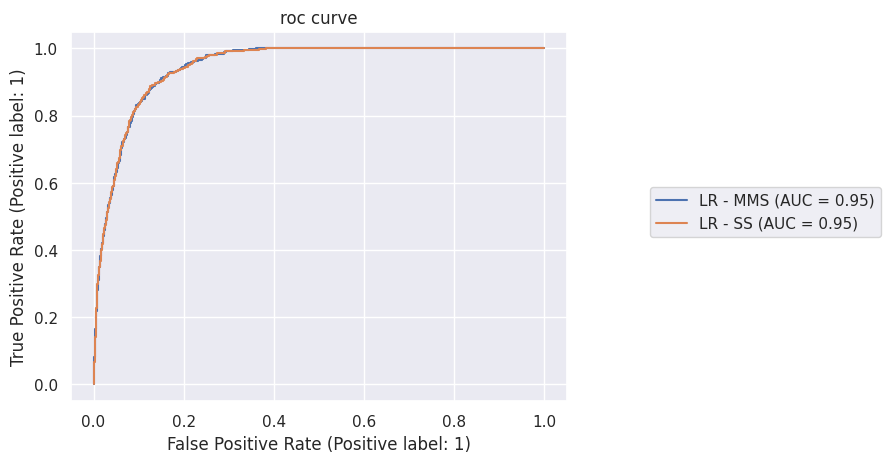 roc curve
1.0
0.8
0.6
0.4
0.2
0.0
True Positive Rate (Positive label: 1)
0.0 0.2 0.4 0.6 0.8 1.0
False Positive Rate (Positive label: 1)
LR - MMS (AUC = 0.95)
LR - SS (AUC = 0.95)